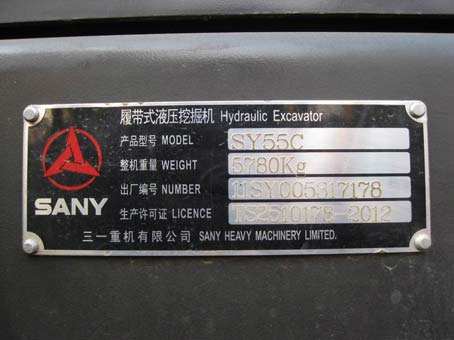 履带式液压挖掘机 Hydraulic Excavator
产品型号 MODEL SY55C
整机重量 WEIGHT 5780Kg
出厂编号 NUMBER 11SY005817178
生产许可证 LICENCE TS2510178-2012
SANY
三一重机有限公司 SANY HEAVY MACHINERY LIMITED.